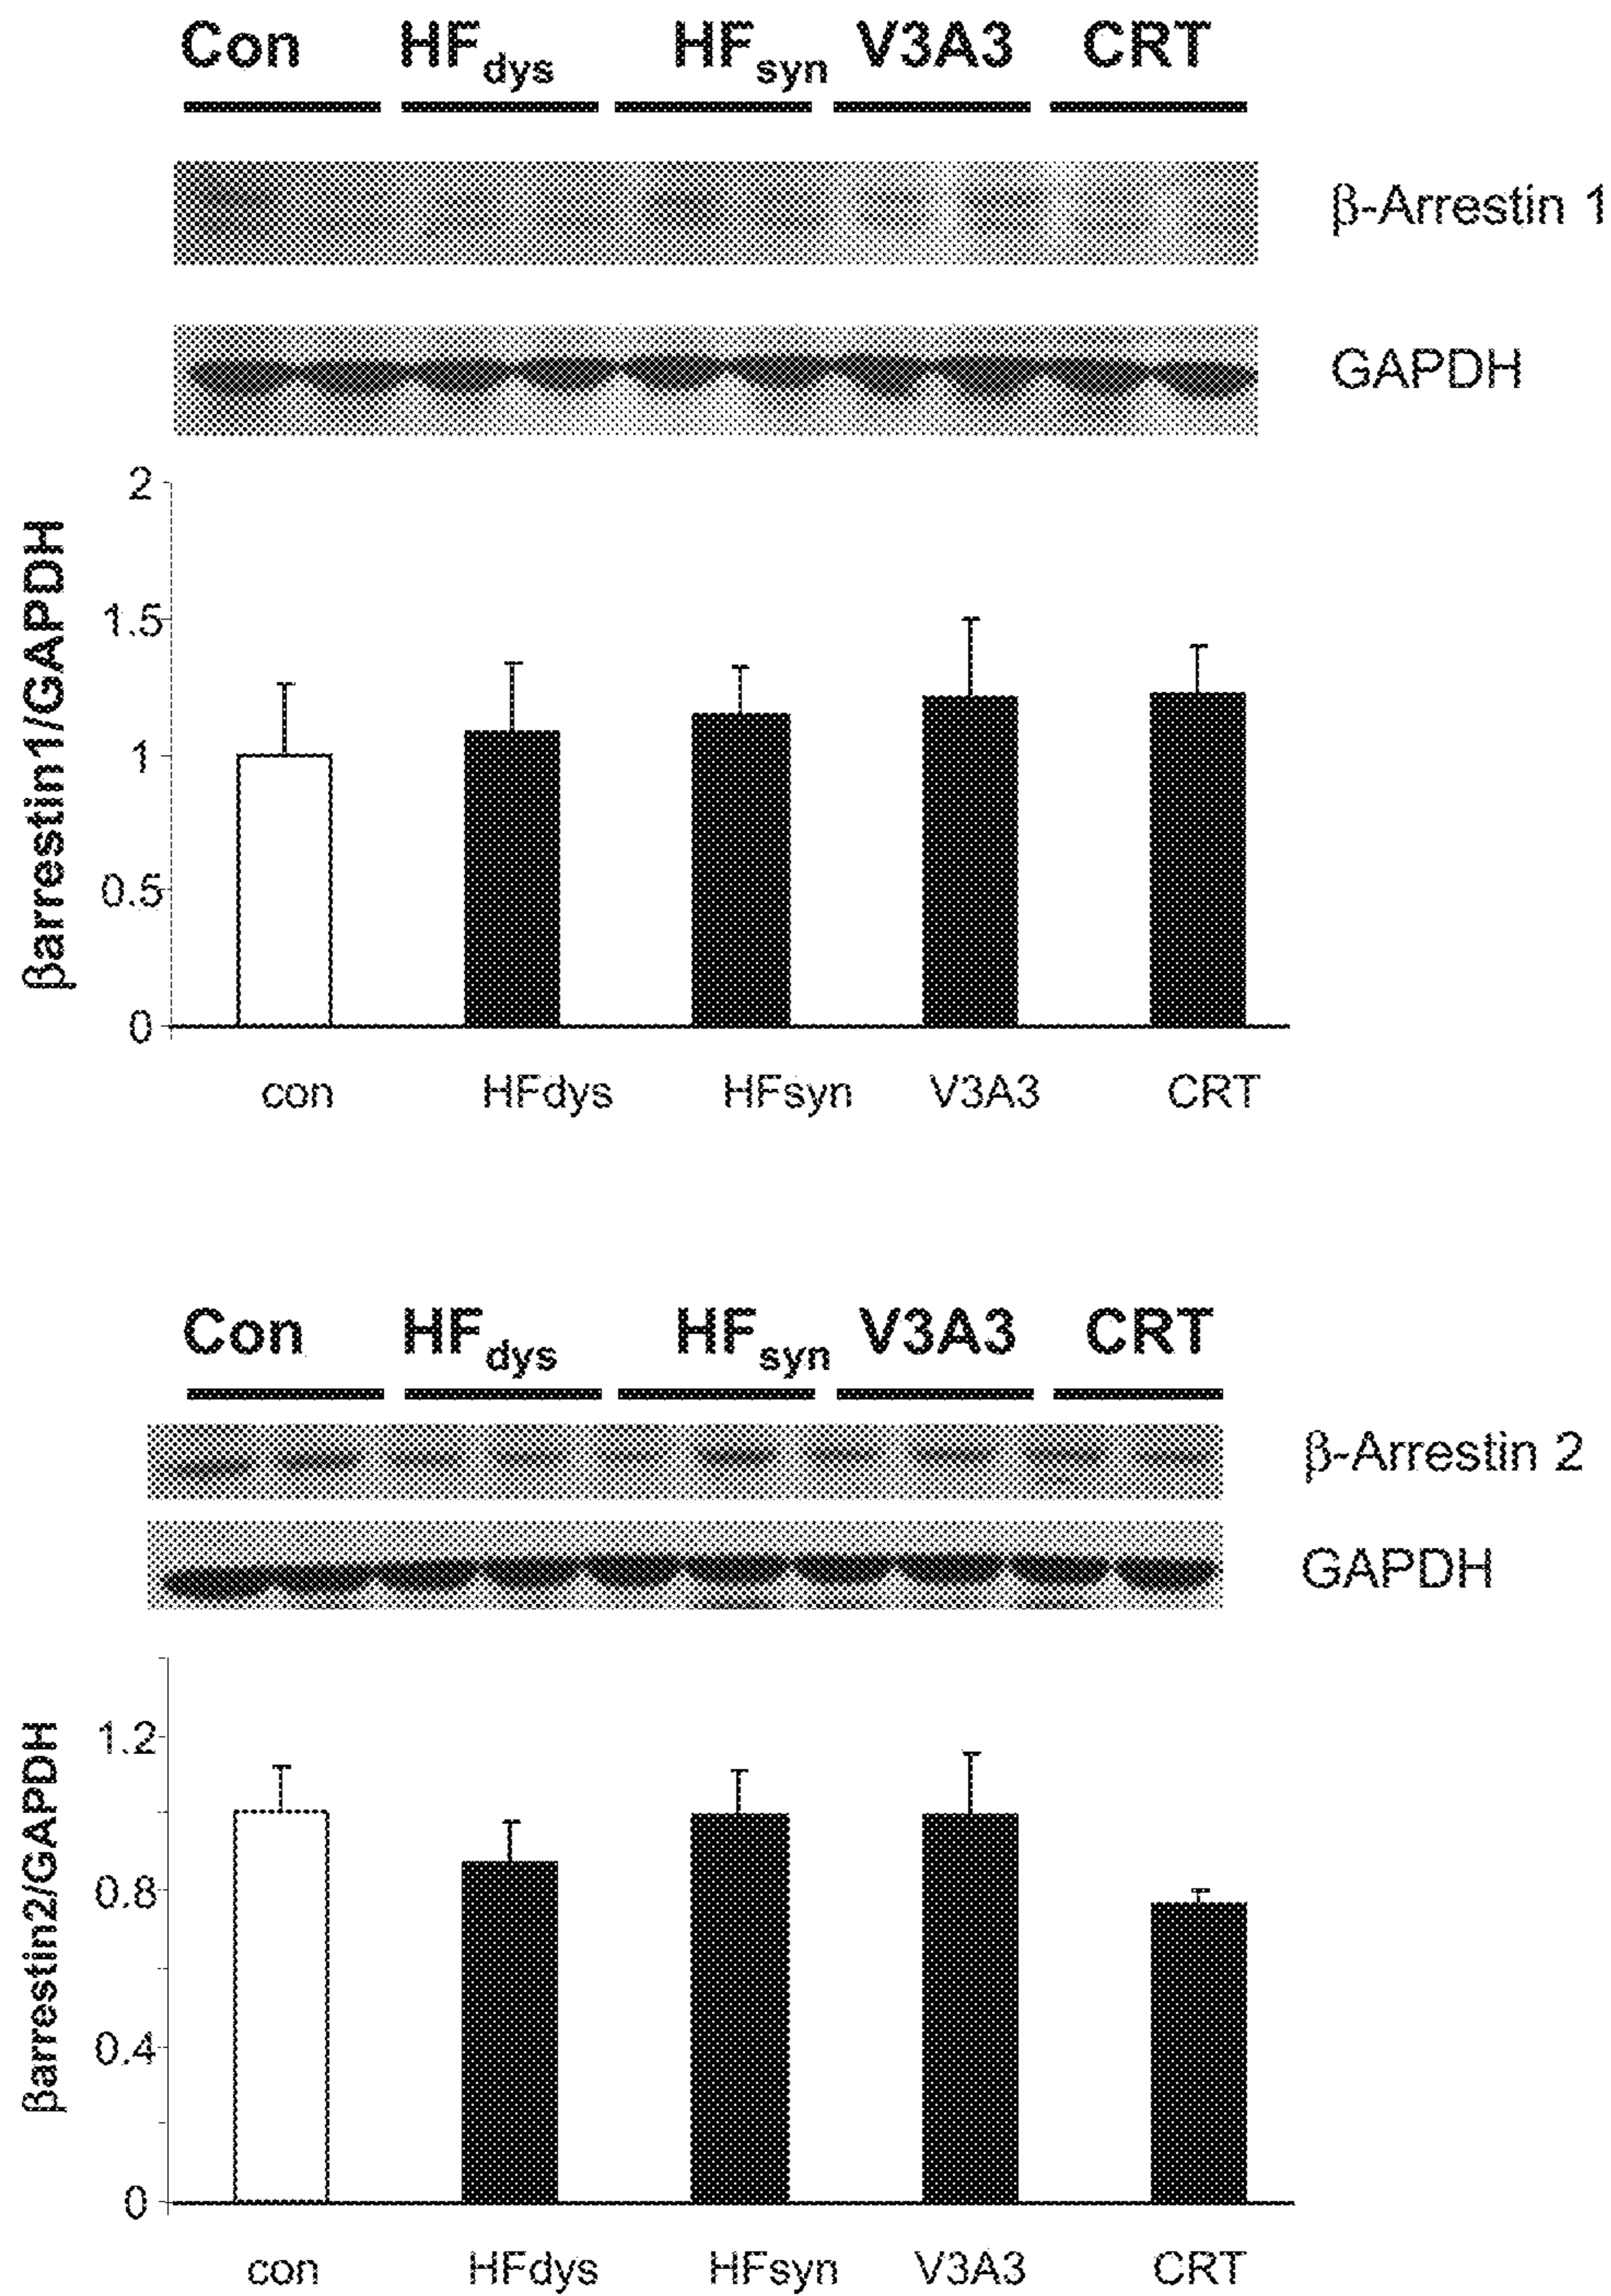 Con HFdys HFsyn V3A3 CRT
β-Arrestin 1
GAPDH
βarrestin1/GAPDH
2
1.5
1
0.5
0
con HFdys HFsyn V3A3 CRT
Con HFdys HFsyn V3A3 CRT
β-Arrestin 2
GAPDH
βarrestin2/GAPDH
1.2
0.8
0.4
0
con HFdys HFsyn V3A3 CRT